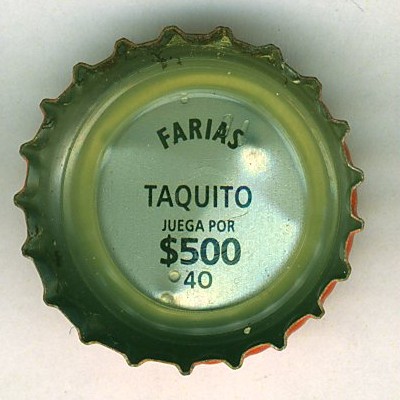 FARIAS
TAQUITO
JUEGA POR
$500
40